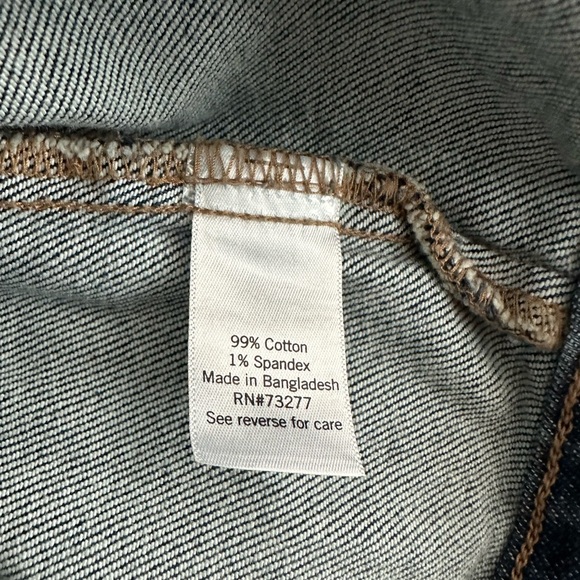 99% Cotton
1% Spandex
Made in Bangladesh
RN#73277
See reverse for care